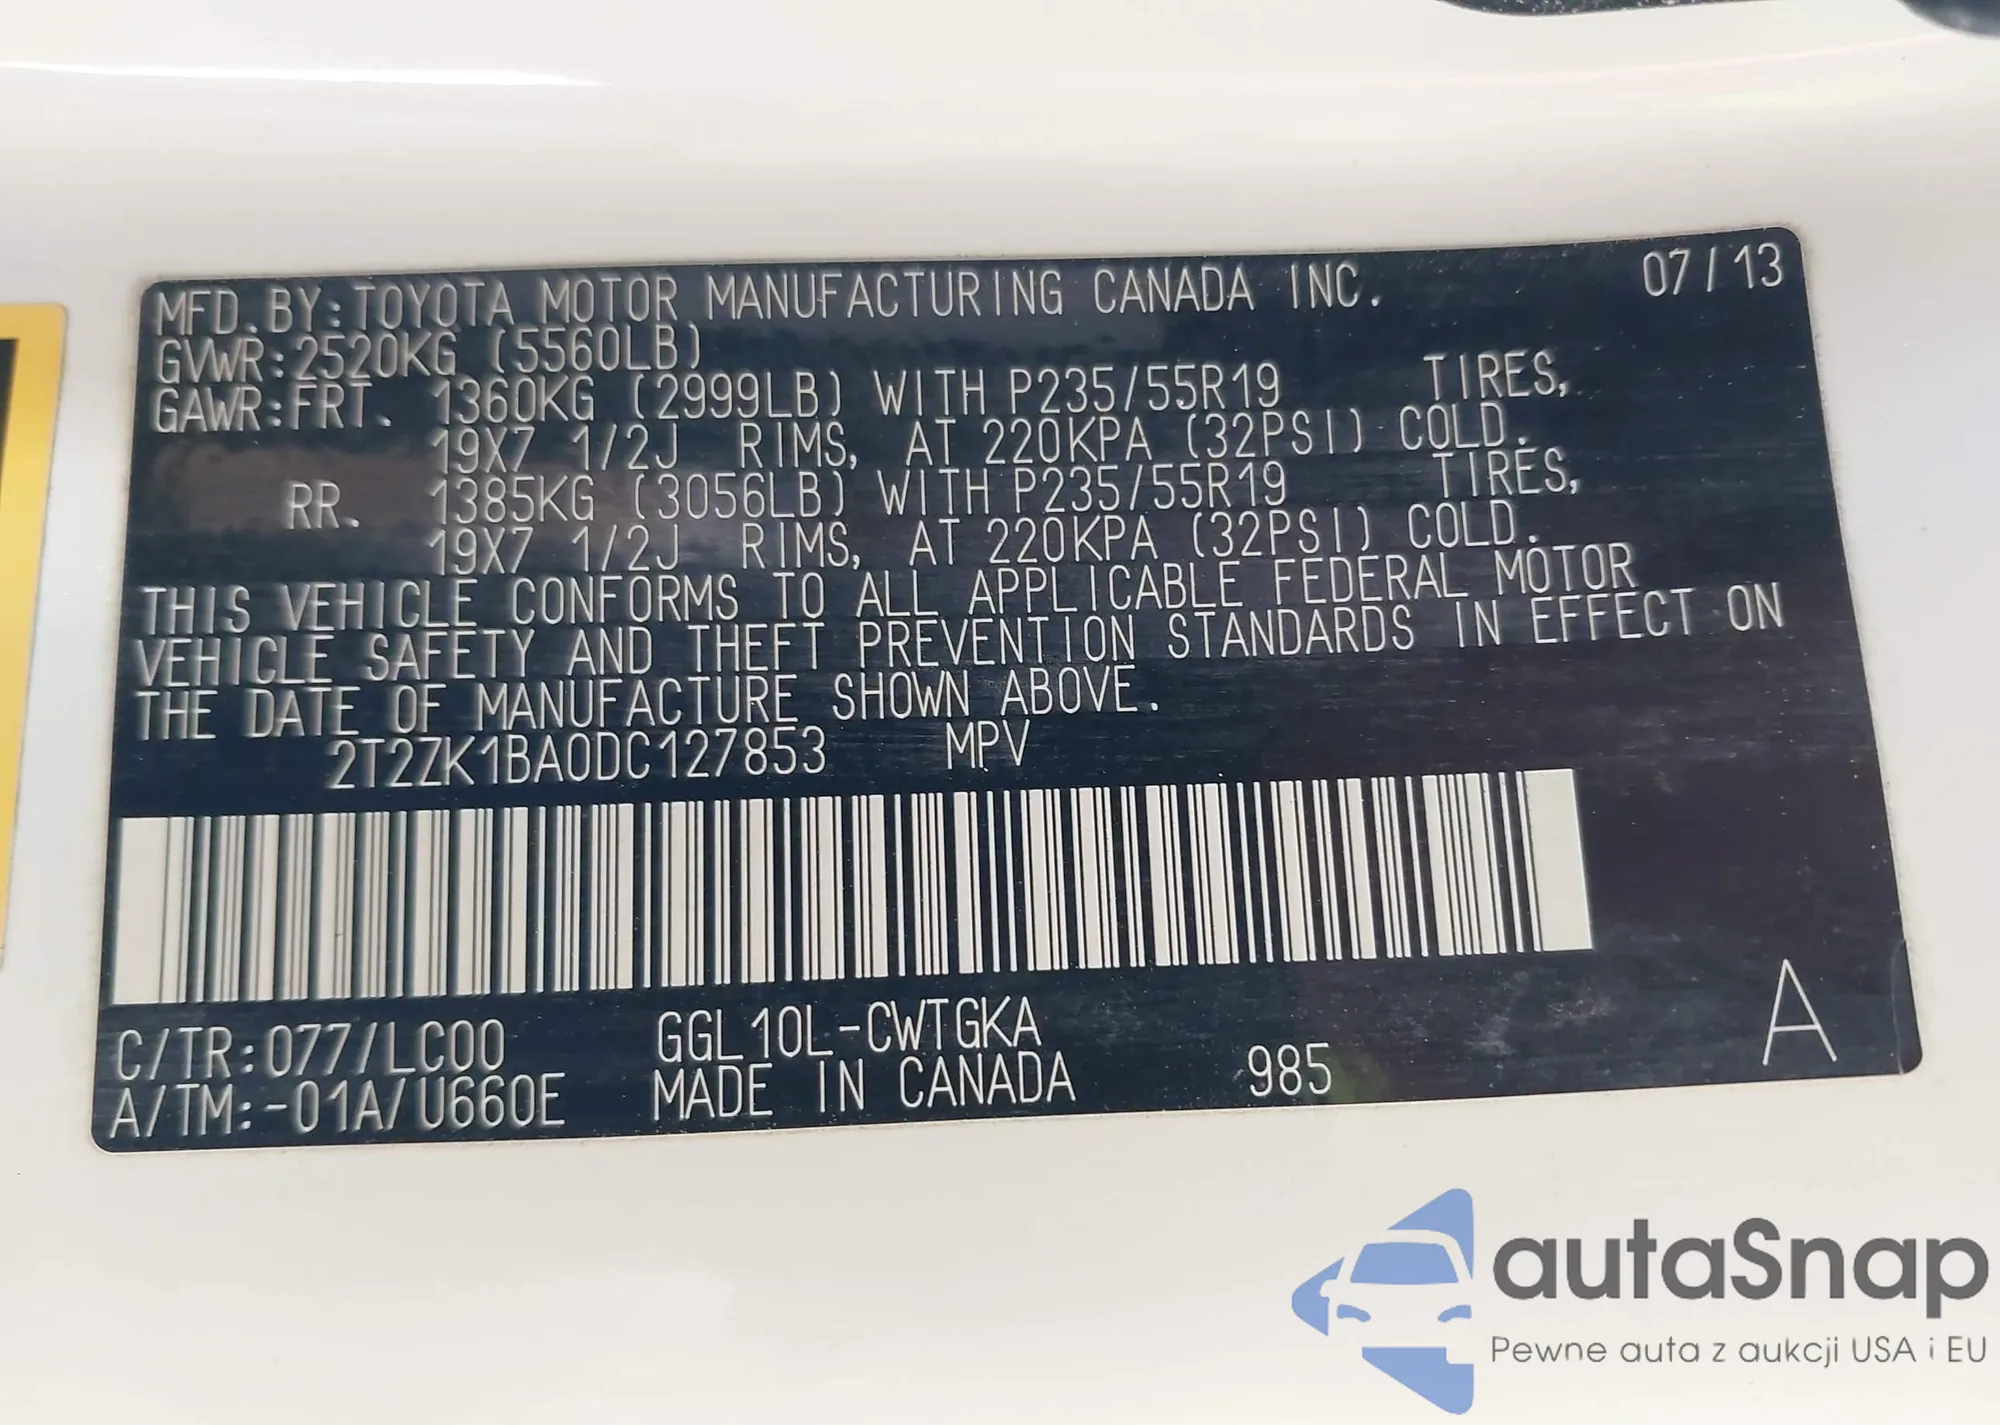 MFD. BY: TOYOTA MOTOR MANUFACTURING CANADA INC. 07/13
GVWR: 2520KG (5560LB)
GAWR: FRT. 1360KG (2999LB) WITH P235/55R19 TIRES,
19X7 1/2J RIMS, AT 220KPA (32PSI) COLD.
RR. 1385KG (3056LB) WITH P235/55R19 TIRES,
19X7 1/2J RIMS, AT 220KPA (32PSI) COLD.
THIS VEHICLE CONFORMS TO ALL APPLICABLE FEDERAL MOTOR
VEHICLE SAFETY AND THEFT PREVENTION STANDARDS IN EFFECT ON
THE DATE OF MANUFACTURE SHOWN ABOVE.
2T2ZK1BA0DC127853 MPV
C/TR: 077/LC00 GGL10L-CWTGKA
A/TM: -01A/U660E MADE IN CANADA 985 A
autaSnap
Pewne auta z aukcji USA i EU